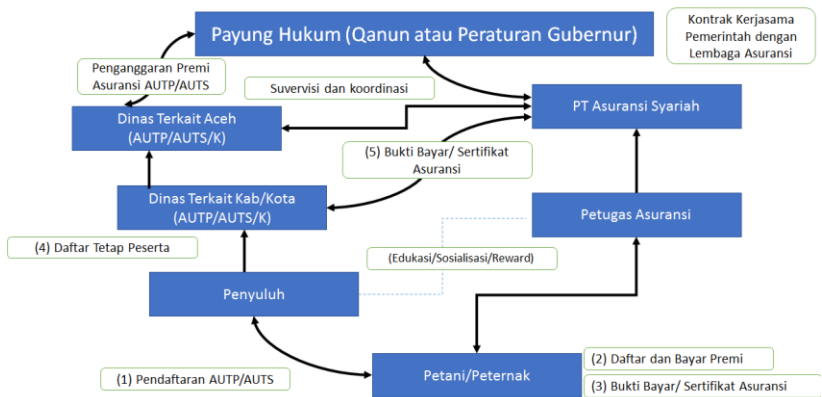 Payung Hukum (Qanun atau Peraturan Gubernur)
Kontrak Kerjasama
Pemerintah dengan
Lembaga Asuransi
Penganggaran Premi
Asuransi AUTP/AUTS
Suvervisi dan koordinasi
Dinas Terkait Aceh
(AUTP/AUTS/K)
PT Asuransi Syariah
(5) Bukti Bayar/ Sertifikat
Asuransi
Dinas Terkait Kab/Kota
(AUTP/AUTS/K)
Petugas Asuransi
(4) Daftar Tetap Peserta
(Edukasi/Sosialisasi/Reward)
Penyuluh
(1) Pendaftaran AUTP/AUTS
Petani/Peternak
(2) Daftar dan Bayar Premi
(3) Bukti Bayar/ Sertifikat Asuransi